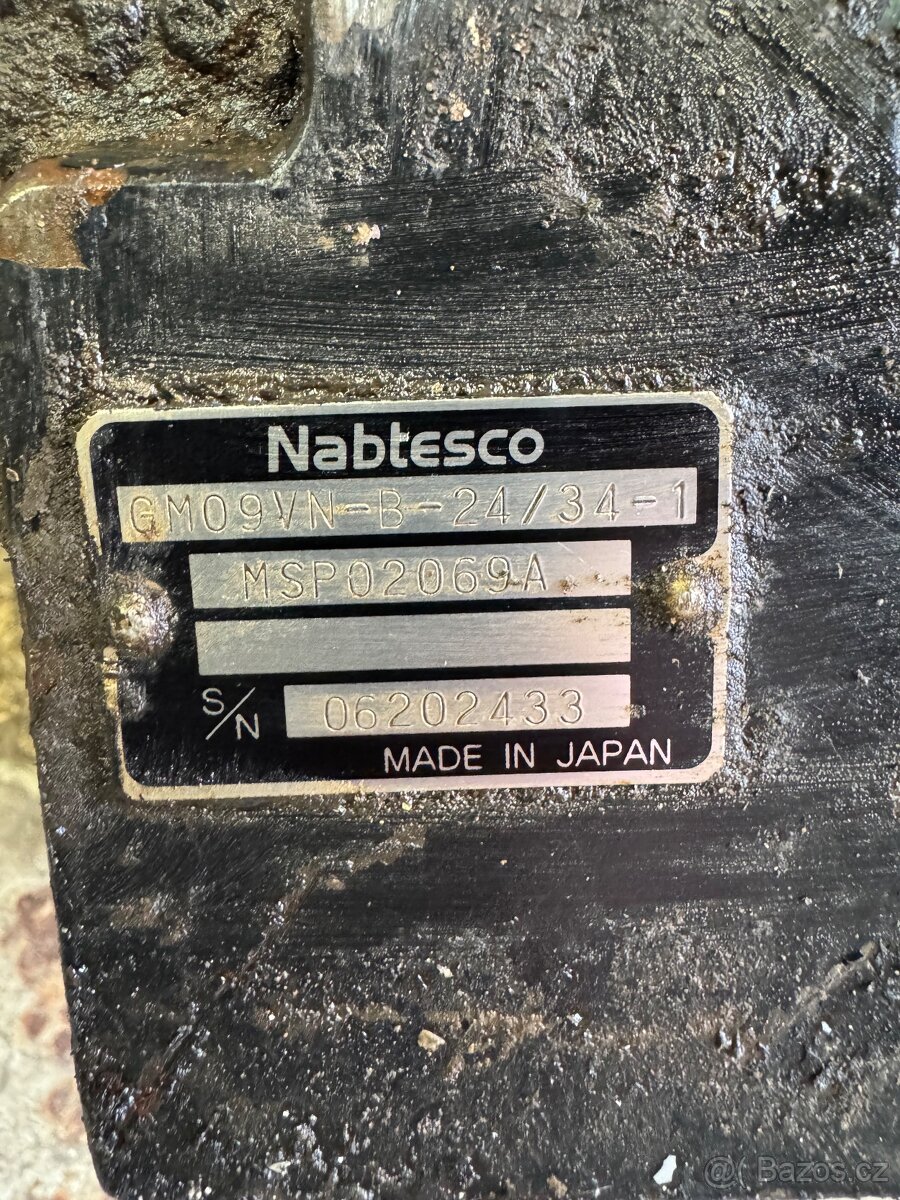 Nabtesco
GM09VN-B-24/34-1
MSP02069A
S/N 06202433
MADE IN JAPAN
@( Bazos.cz